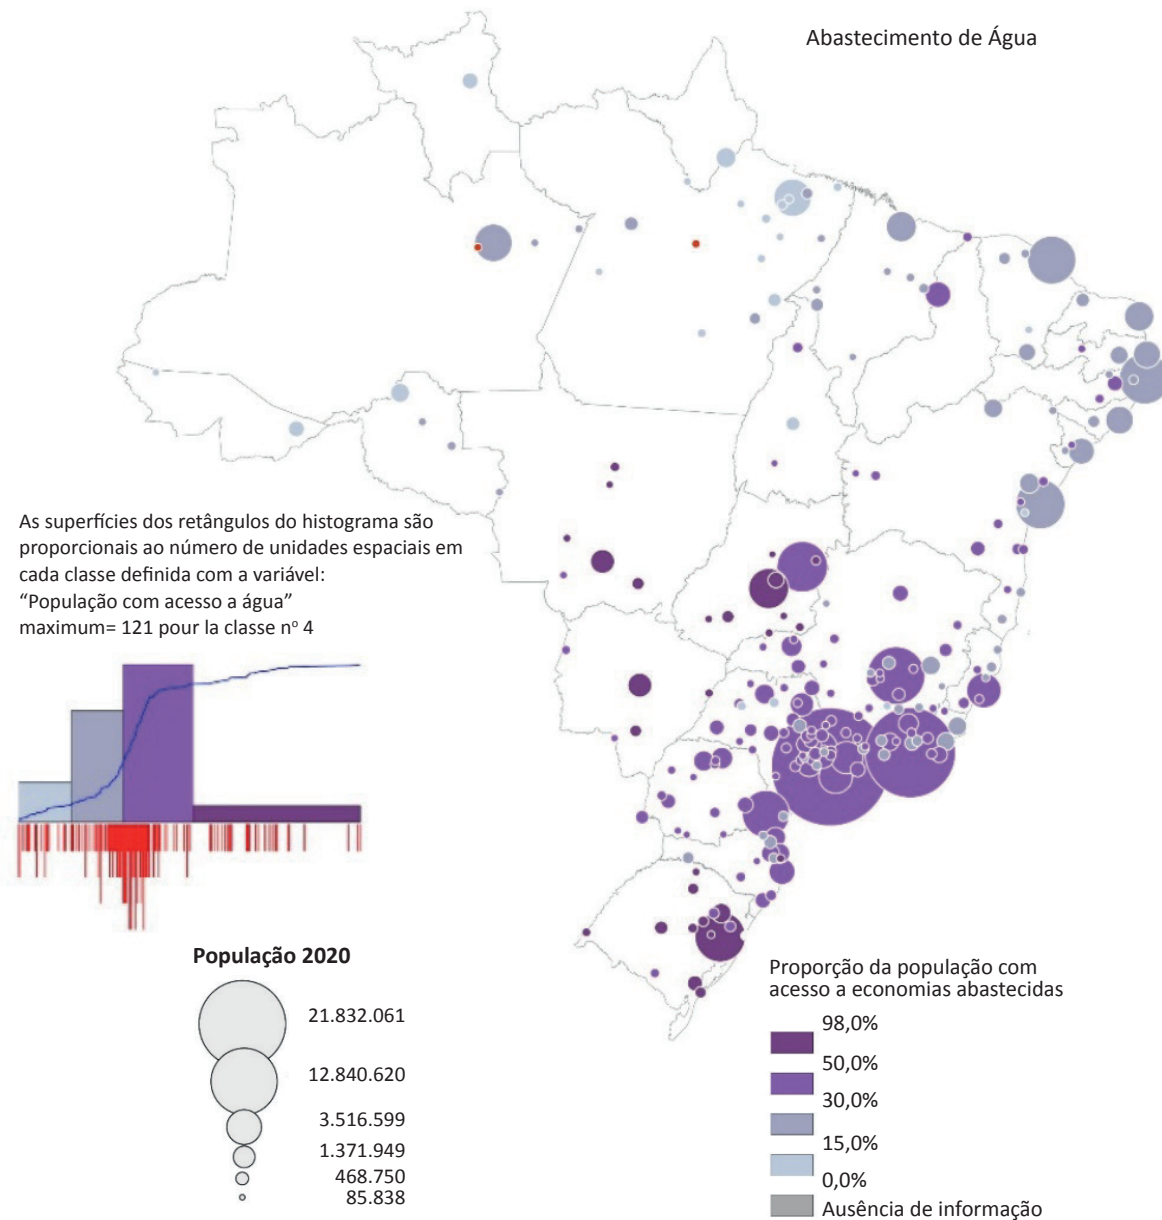 Abastecimento de Água
As superfícies dos retângulos do histograma são
proporcionais ao número de unidades espaciais em
cada classe definida com a variável:
“População com acesso a água”
maximum= 121 pour la classe nº 4
População 2020
21.832.061
12.840.620
3.516.599
1.371.949
468.750
85.838
Proporção da população com
acesso a economias abastecidas
98,0%
50,0%
30,0%
15,0%
0,0%
Ausência de informação